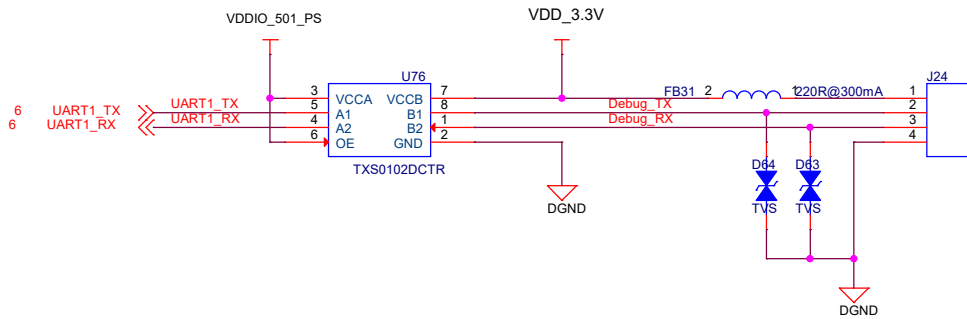 VDDIO_501_PS
VDD_3.3V
U76
J24
3 VCCA VCCB 7
FB31 2 1 220R@300mA 1
6 UART1_TX UART1_TX 5 A1 B1 8 Debug_TX 2
6 UART1_RX UART1_RX 4 A2 B2 1 Debug_RX 3
6 OE GND 2
4
TXS0102DCTR
D64 D63
TVS TVS
DGND
DGND